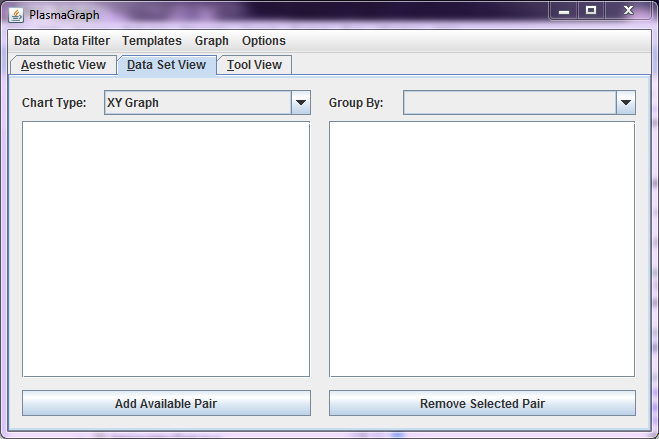 PlasmaGraph
Data Data Filter Templates Graph Options
Aesthetic View Data Set View Tool View
Chart Type: XY Graph Group By:
Add Available Pair Remove Selected Pair